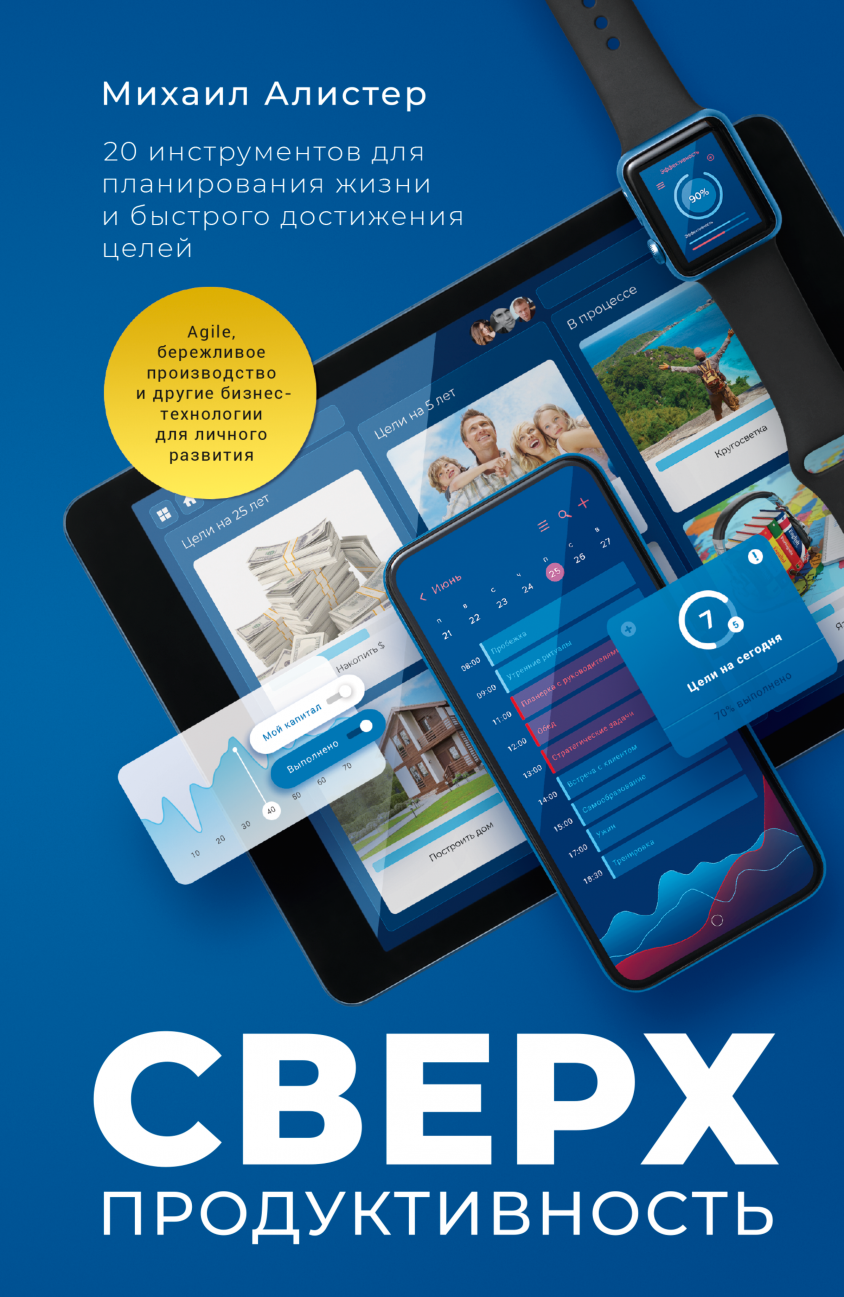 Михаил Алистер
20 инструментов для
планирования жизни
и быстрого достижения
целей
Agile,
бережливое
производство
и другие бизнес-
технологии
для личного
развития
Эффективность
90%
Эффективность
В процессе
Кругосветка
Цели на 5 лет
Цели на 25 лет
Накопить $
Построить дом
Мой капитал
Выполнено
10 20 30 40 50 60 70
Июнь
п в с ч п с в
21 22 23 24 25 26 27
08:00 Пробежка
09:00 Утренние ритуалы
11:00 Планерка с руководителями
12:00 Обед
13:00 Стратегические задачи
14:00 Встреча с клиентом
15:00 Самообразование
17:00 Ужин
18:30 Тренировка
7
5
Цели на сегодня
70% выполнено
СВЕРХ
ПРОДУКТИВНОСТЬ